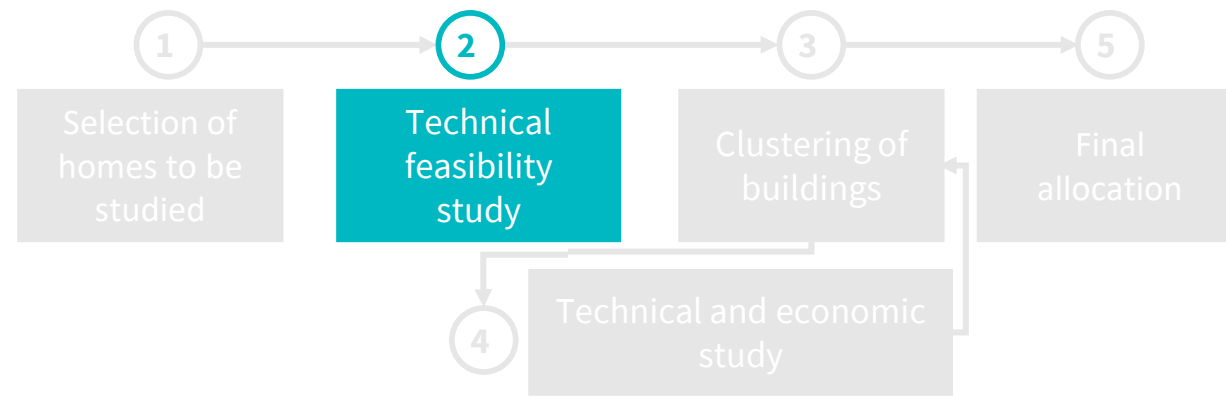 1
2
3
5
Selection of
homes to be
studied
Technical
feasibility
study
Clustering of
buildings
Final
allocation
4
Technical and economic
study